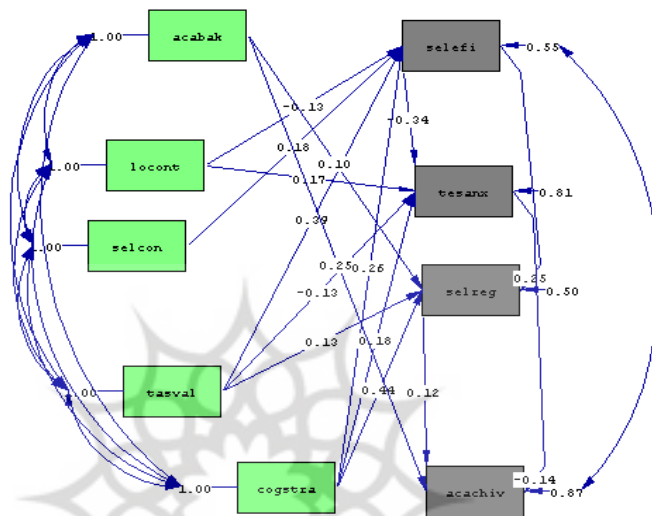 1.00
acabak
selefi
0.55
-0.13
-0.34
0.18
0.10
1.00
locont
0.17
tesanx
0.81
0.39
1.00
selcon
0.25
0.26
0.25
-0.13
selreg
0.50
0.13
0.18
1.00
tasval
0.44
0.12
1.00
cogstra
acachiv
-0.14
0.87